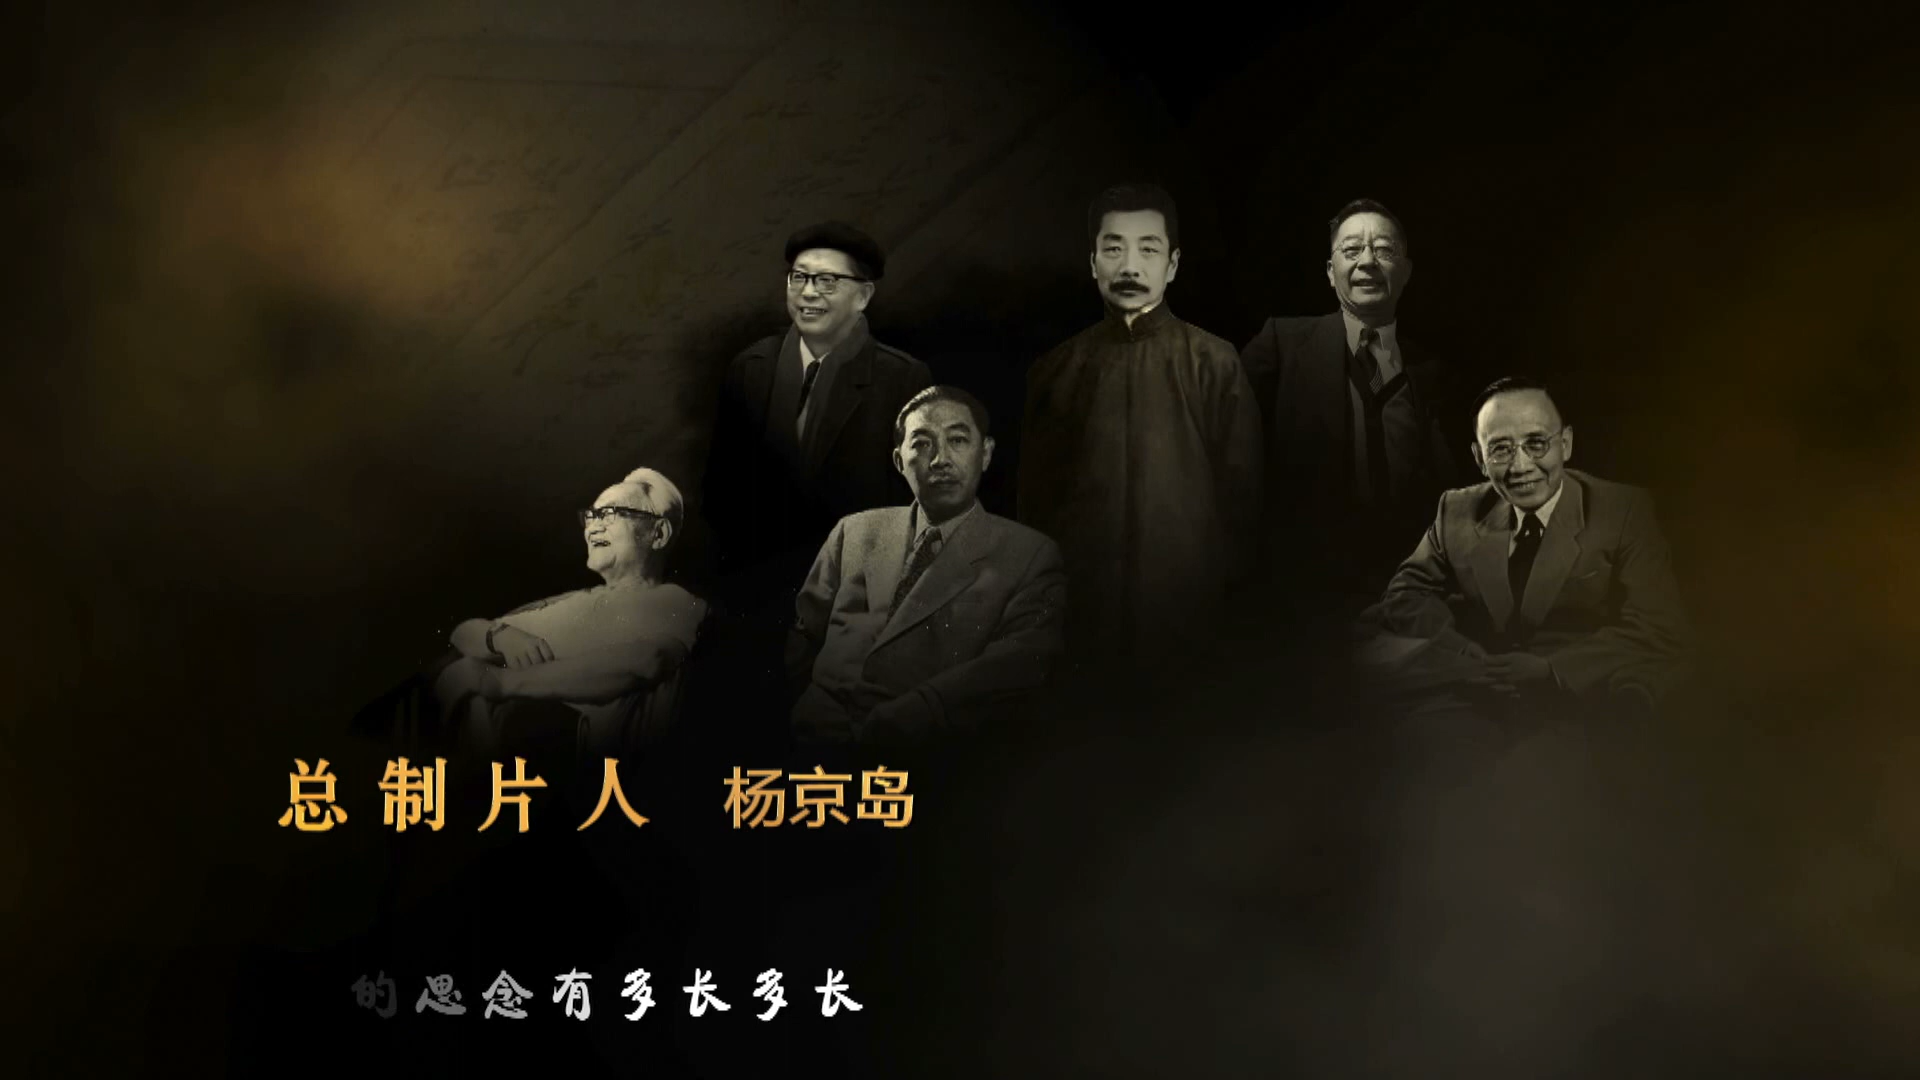 总制片人 杨京岛
的思念有多长多长